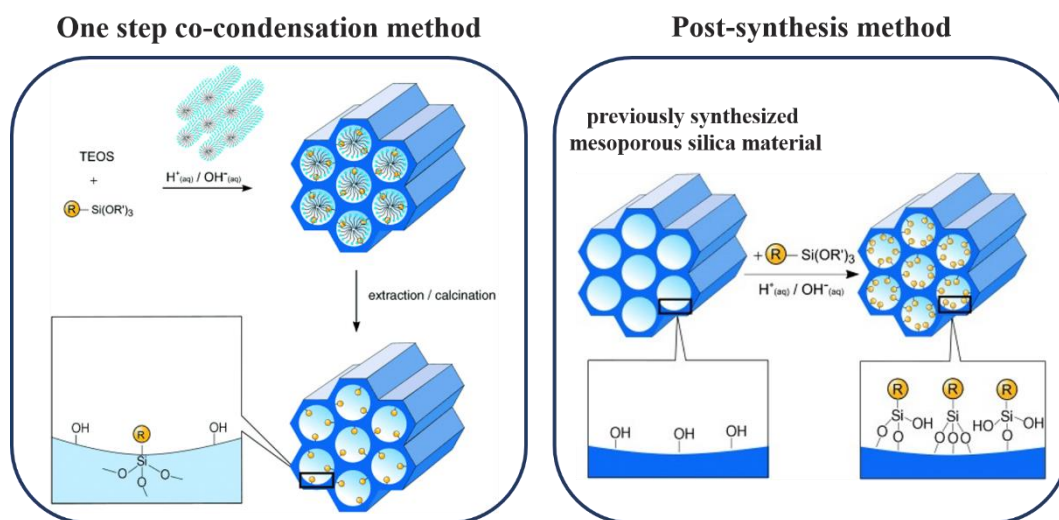 One step co-condensation method
TEOS
+
R-Si(OR')₃
H⁺(aq) / OH⁻(aq)
extraction / calcination
OH
R
OH
Si
O
O
O
Post-synthesis method
previously synthesized
mesoporous silica material
+ R-Si(OR')₃
H⁺(aq) / OH⁻(aq)
OH
OH
OH
R R R
Si Si Si
OH HO OH
O O O O O O